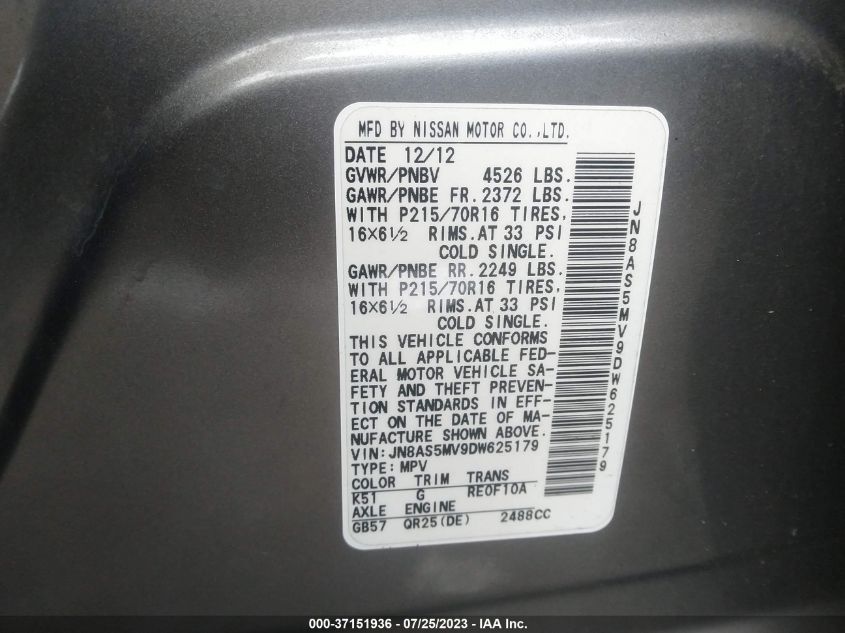 MFD BY NISSAN MOTOR CO.,LTD.
DATE 12/12
GVWR/PNBV 4526 LBS.
GAWR/PNBE FR. 2372 LBS.
WITH P215/70R16 TIRES,
16×6½ RIMS.AT 33 PSI
COLD SINGLE.
GAWR/PNBE RR. 2249 LBS.
WITH P215/70R16 TIRES,
16×6½ RIMS.AT 33 PSI
COLD SINGLE.
THIS VEHICLE CONFORMS
TO ALL APPLICABLE FED-
ERAL MOTOR VEHICLE SA-
FETY AND THEFT PREVEN-
TION STANDARDS IN EFF-
ECT ON THE DATE OF MA-
NUFACTURE SHOWN ABOVE.
VIN:JN8AS5MV9DW625179
TYPE:MPV
COLOR TRIM TRANS
K51 G RE0F10A
AXLE ENGINE
GB57 QR25(DE) 2488CC
JN8AS5MV9DW625179
000-37151936 - 07/25/2023 - IAA Inc.